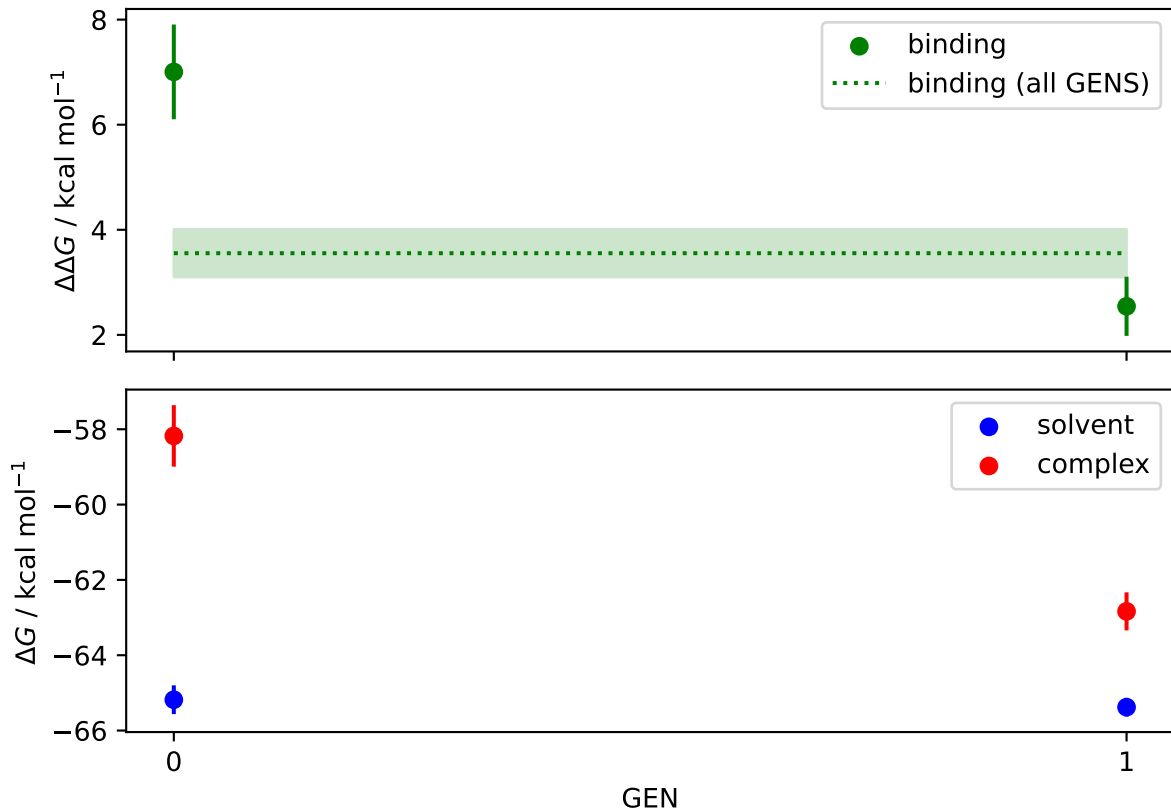 8
6
4
2
ΔΔG / kcal mol⁻¹
binding
binding (all GENS)
−58
−60
−62
−64
−66
ΔG / kcal mol⁻¹
solvent
complex
0
1
GEN